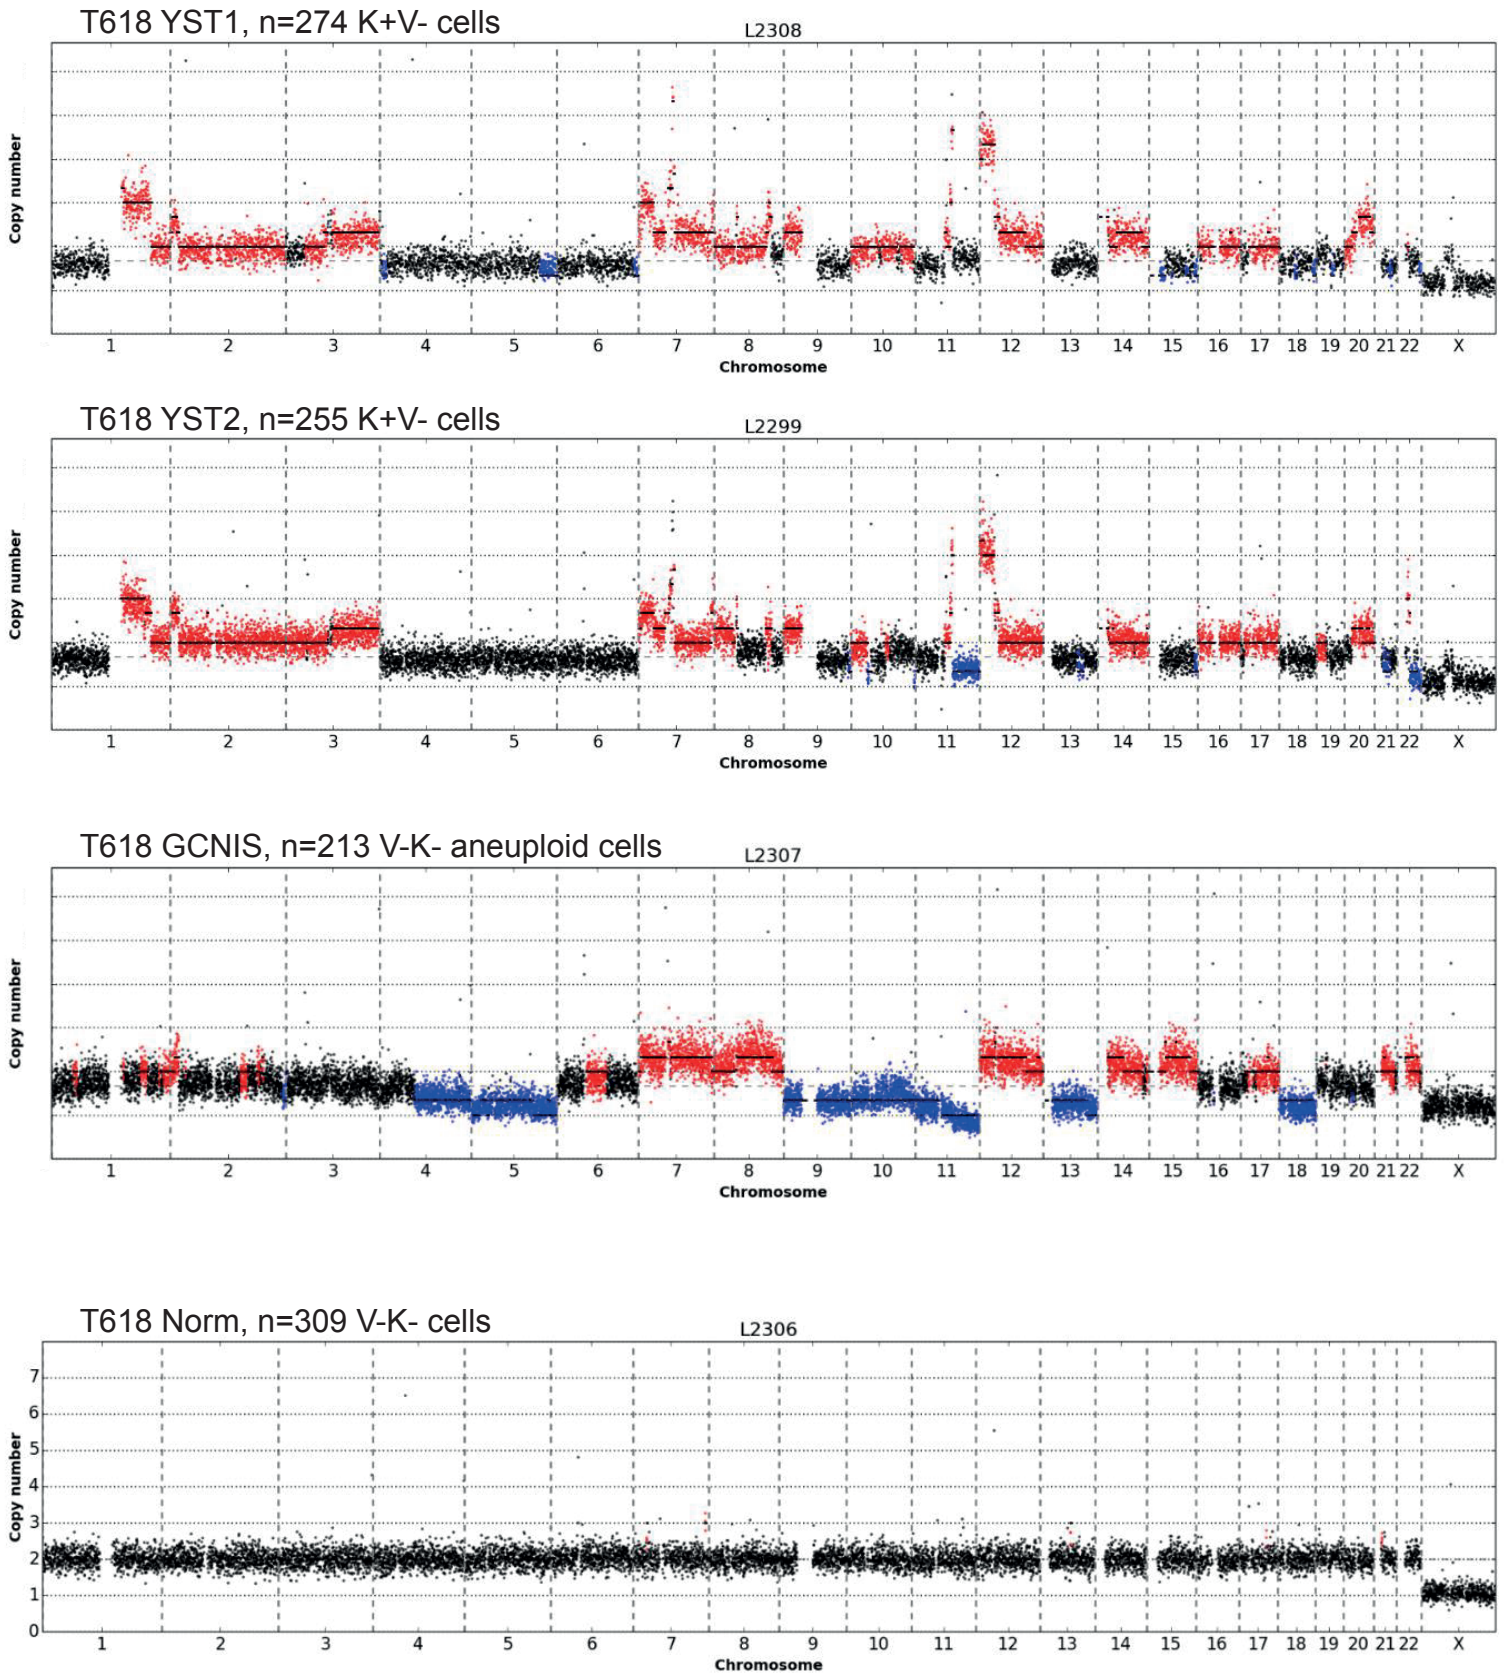 T618 YST1, n=274 K+V- cells
L2308
Copy number
1 2 3 4 5 6 7 8 9 10 11 12 13 14 15 16 17 18 19 20 21 22 X
Chromosome
T618 YST2, n=255 K+V- cells
L2299
Copy number
1 2 3 4 5 6 7 8 9 10 11 12 13 14 15 16 17 18 19 20 21 22 X
Chromosome
T618 GCNIS, n=213 V-K- aneuploid cells
L2307
Copy number
1 2 3 4 5 6 7 8 9 10 11 12 13 14 15 16 17 18 19 20 21 22 X
Chromosome
T618 Norm, n=309 V-K- cells
L2306
Copy number
7
6
5
4
3
2
1
0
1 2 3 4 5 6 7 8 9 10 11 12 13 14 15 16 17 18 19 20 21 22 X
Chromosome